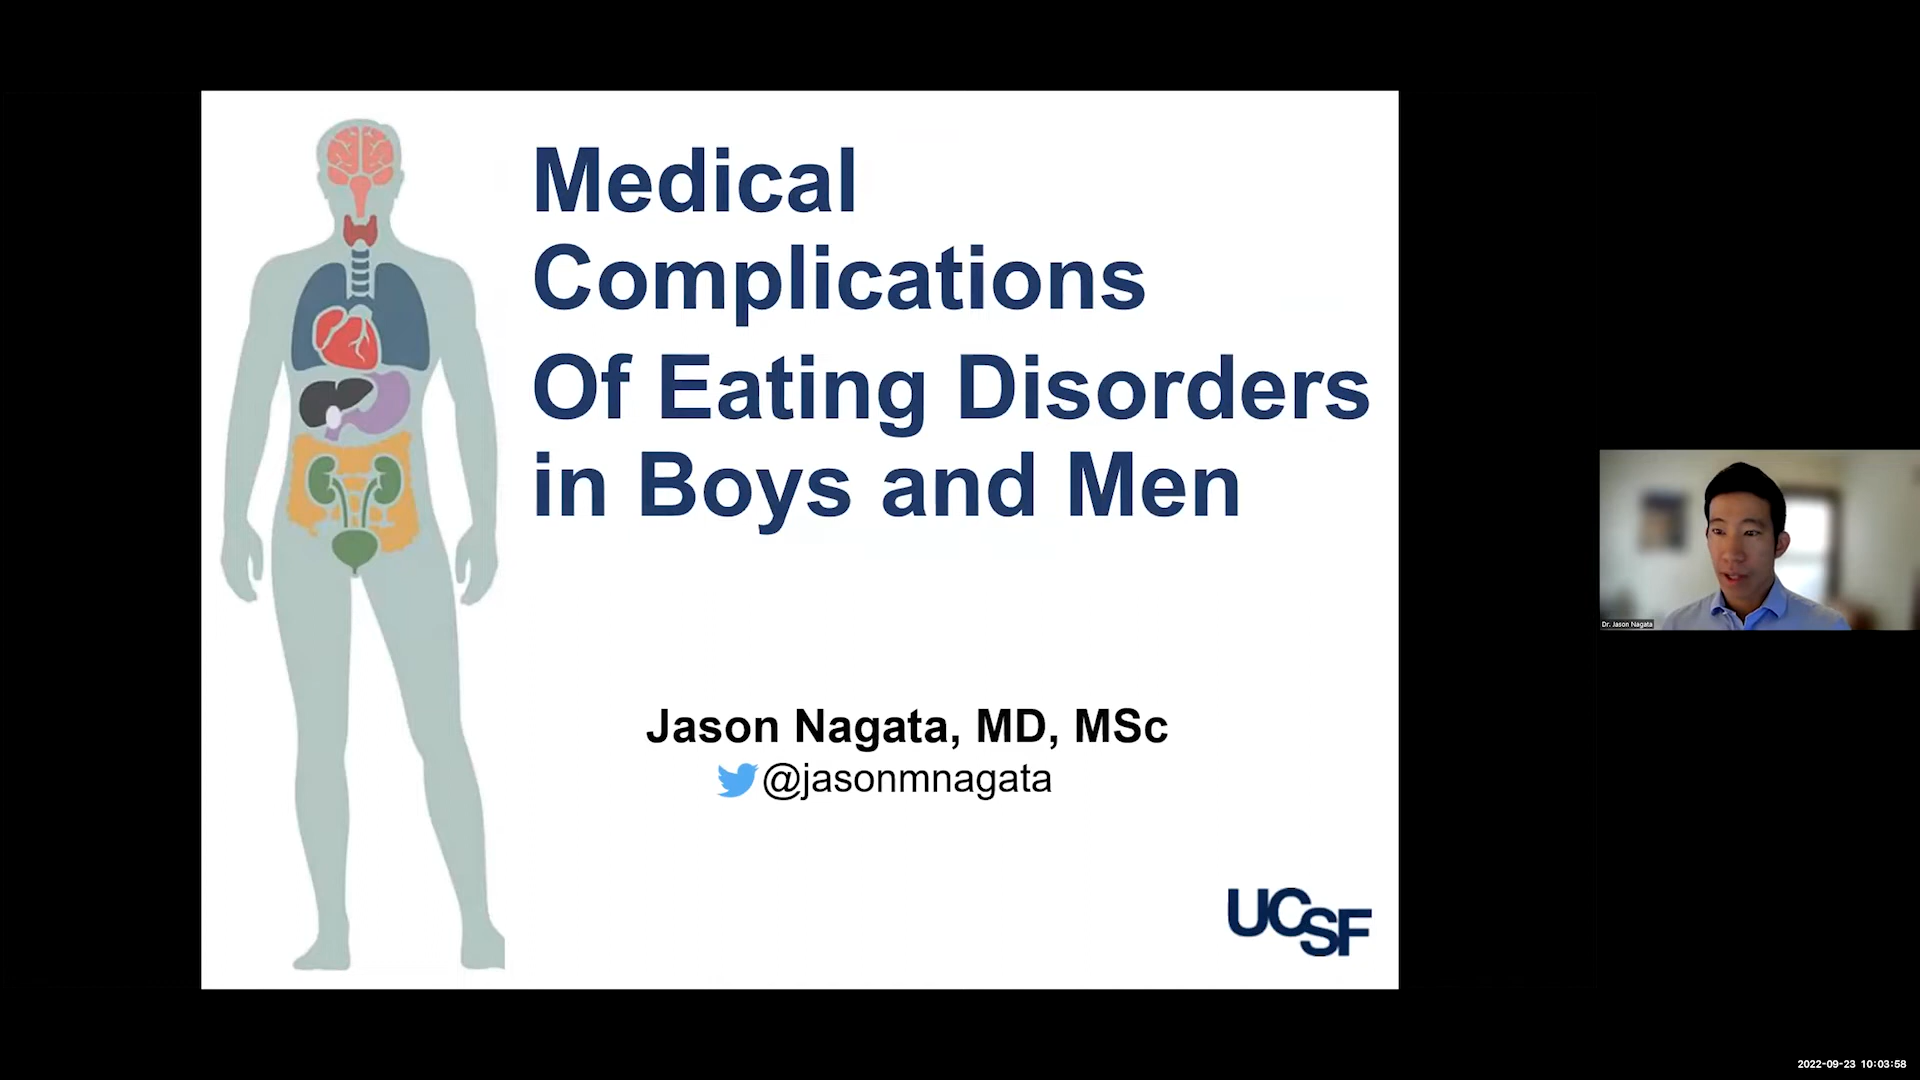 Medical
Complications
Of Eating Disorders
in Boys and Men
Jason Nagata, MD, MSc
@jasonmnagata
UCSF
Dr. Jason Nagata
2022-09-23 10:03:58